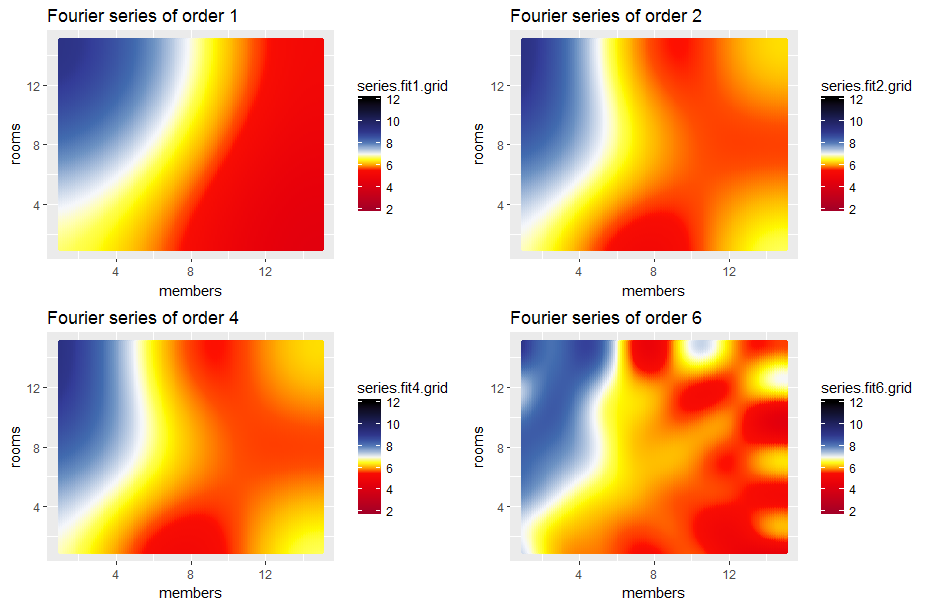 Fourier series of order 1
rooms
12
8
4
4 8 12
members
series.fit1.grid
12
10
8
6
4
2
Fourier series of order 2
rooms
12
8
4
4 8 12
members
series.fit2.grid
12
10
8
6
4
2
Fourier series of order 4
rooms
12
8
4
4 8 12
members
series.fit4.grid
12
10
8
6
4
2
Fourier series of order 6
rooms
12
8
4
4 8 12
members
series.fit6.grid
12
10
8
6
4
2